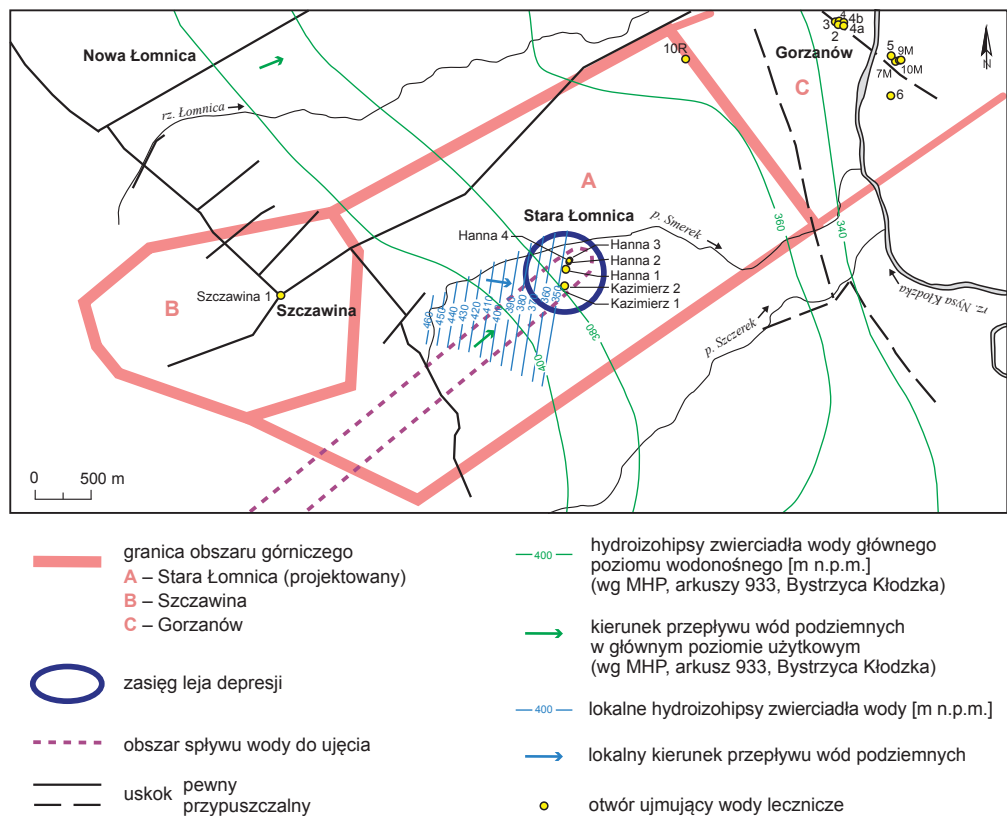 Nowa Łomnica
rz. Łomnica
10R
Gorzanów
3
4
4b
2
4a
5
9M
7M
10M
6
N
C
A
Stara Łomnica
p. Smerek
Hanna 4
Hanna 3
Hanna 2
Hanna 1
Kazimierz 2
Kazimierz 1
Szczawina 1
B
Szczawina
460
450
440
430
420
410
400
390
380
370
360
350
400
380
360
340
p. Szczerek
rz. Nysa Kłodzka
0 500 m
granica obszaru górniczego
A – Stara Łomnica (projektowany)
B – Szczawina
C – Gorzanów
zasięg leja depresji
obszar spływu wody do ujęcia
uskok pewny
przypuszczalny
400
hydroizohipsy zwierciadła wody głównego
poziomu wodonośnego [m n.p.m.]
(wg MHP, arkuszy 933, Bystrzyca Kłodzka)
kierunek przepływu wód podziemnych
w głównym poziomie użytkowym
(wg MHP, arkusz 933, Bystrzyca Kłodzka)
400
lokalne hydroizohipsy zwierciadła wody [m n.p.m.]
lokalny kierunek przepływu wód podziemnych
otwór ujmujący wody lecznicze